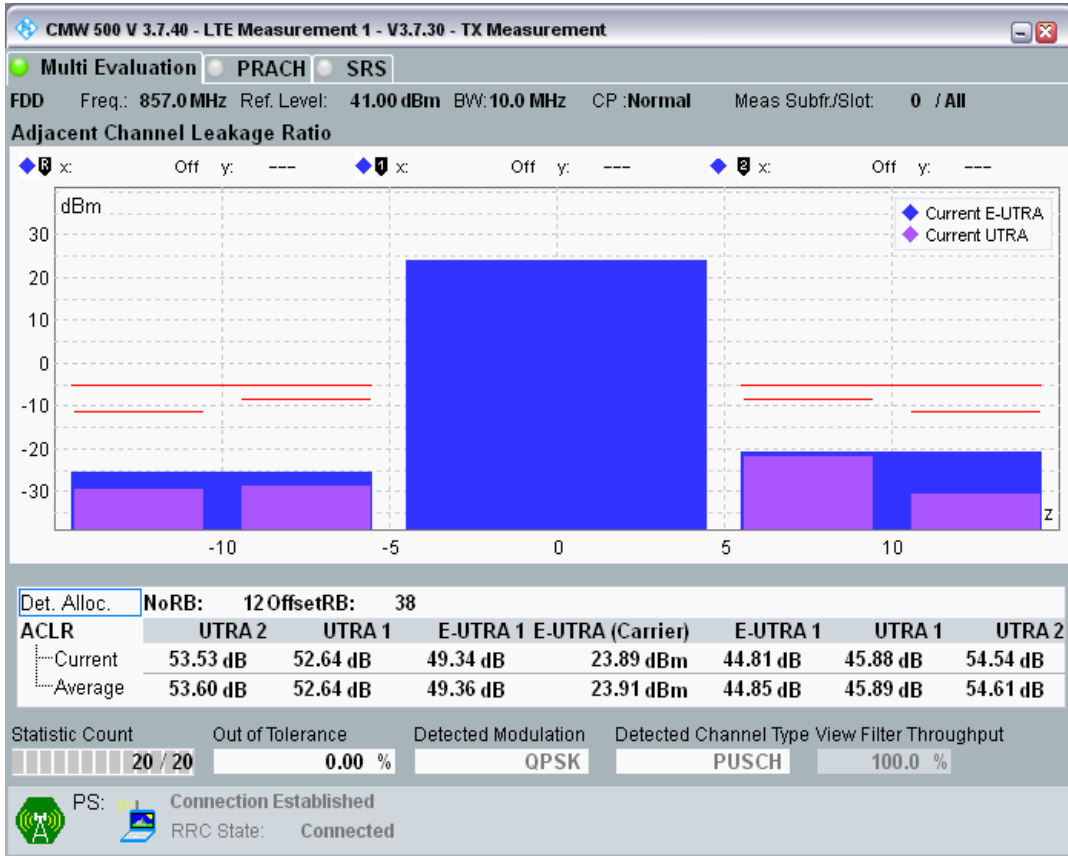 CMW 500 V 3.7.40 - LTE Measurement 1 - V3.7.30 - TX Measurement
Multi Evaluation PRACH SRS
FDD Freq.: 857.0 MHz Ref. Level: 41.00 dBm BW: 10.0 MHz CP :Normal Meas Subfr./Slot: 0 / All
Adjacent Channel Leakage Ratio
R x: Off y: --- 1 x: Off y: --- 2 x: Off y: ---
dBm
Current E-UTRA
Current UTRA
30
20
10
0
-10
-20
-30
z
-10 -5 0 5 10
Det. Alloc. NoRB: 12 OffsetRB: 38
ACLR UTRA 2 UTRA 1 E-UTRA 1 E-UTRA (Carrier) E-UTRA 1 UTRA 1 UTRA 2
Current 53.53 dB 52.64 dB 49.34 dB 23.89 dBm 44.81 dB 45.88 dB 54.54 dB
Average 53.60 dB 52.64 dB 49.36 dB 23.91 dBm 44.85 dB 45.89 dB 54.61 dB
Statistic Count Out of Tolerance Detected Modulation Detected Channel Type View Filter Throughput
20 / 20 0.00 % QPSK PUSCH 100.0 %
PS: Connection Established
RRC State: Connected